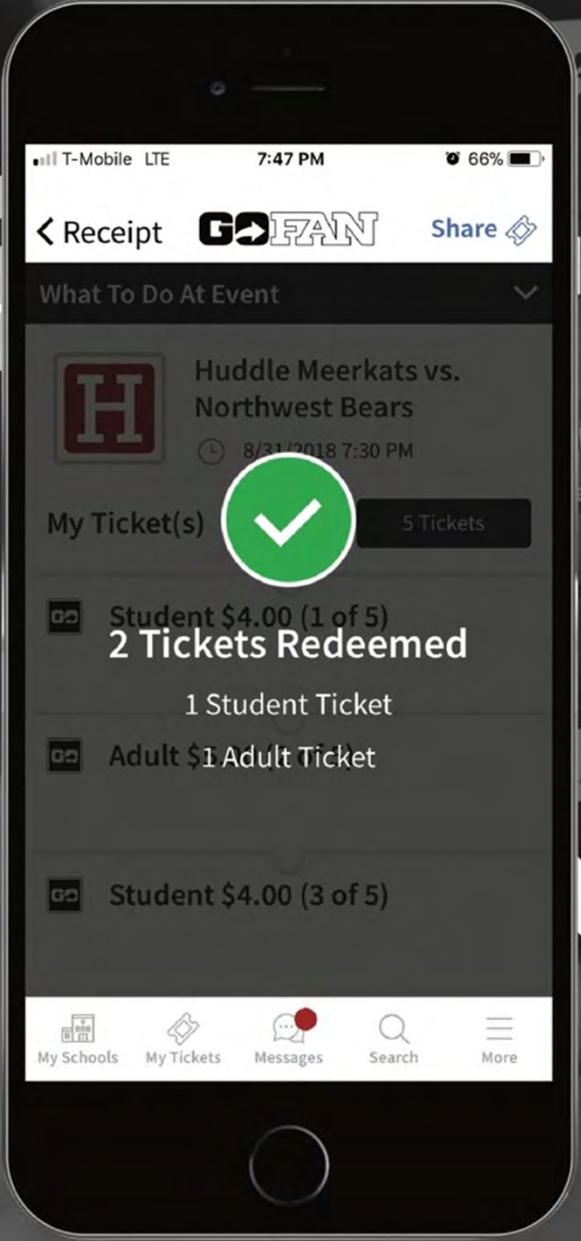 T-Mobile LTE 7:47 PM 66%
Receipt GOFAN Share
What To Do At Event
H
Huddle Meerkats vs.
Northwest Bears
8/31/2018 7:30 PM
My Ticket(s) 5 Tickets
GO Student $4.00 (1 of 5)
2 Tickets Redeemed
1 Student Ticket
GO Adult $
1 Adult Ticket
GO Student $4.00 (3 of 5)
My Schools My Tickets Messages Search More